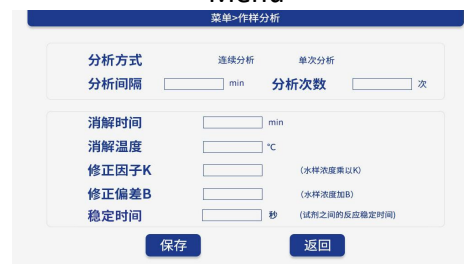 Menu
菜单>作样分析
分析方式 连续分析 单次分析
分析间隔 min 分析次数 次
消解时间 min
消解温度 ℃
修正因子K (水样浓度乘以K)
修正偏差B (水样浓度加B)
稳定时间 秒 (试剂之间的反应稳定时间)
保存 返回